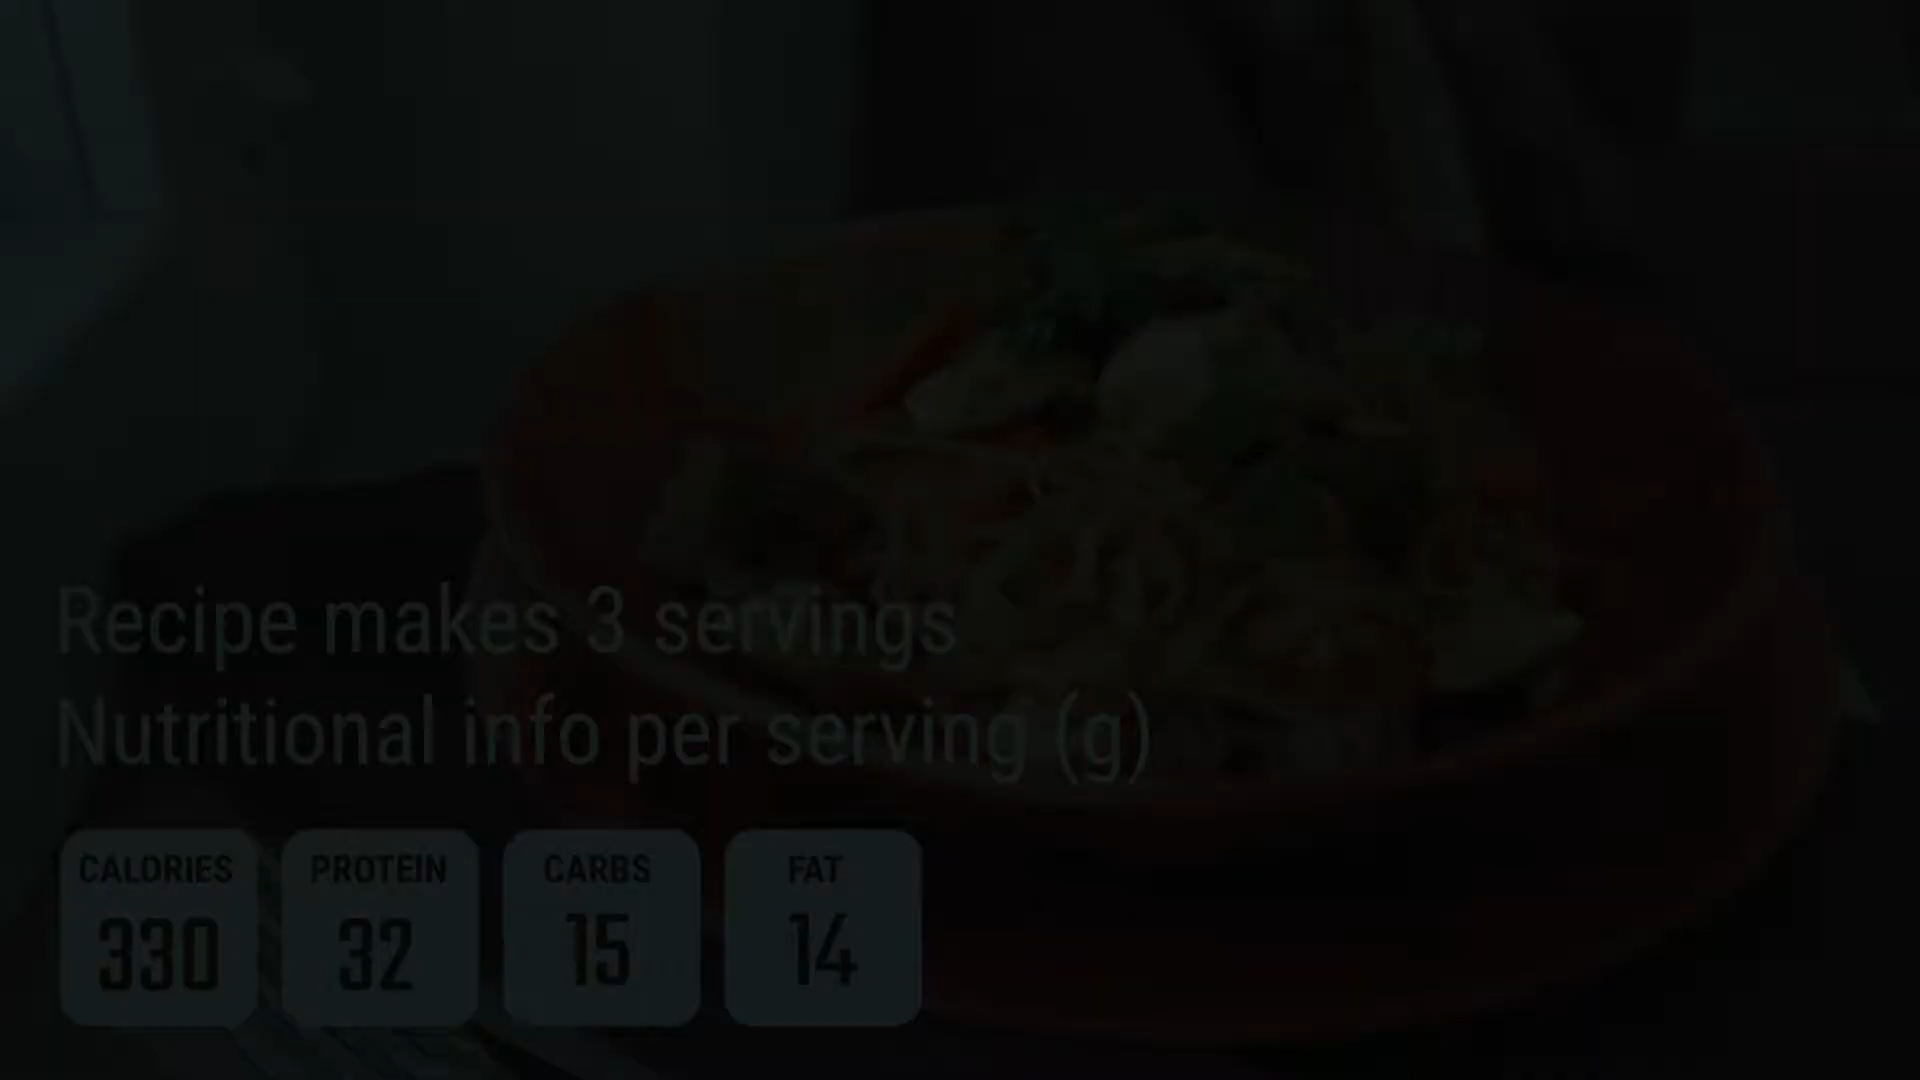 Recipe makes 3 servings
Nutritional info per serving (g)
CALORIES PROTEIN CARBS FAT
330 32 15 14